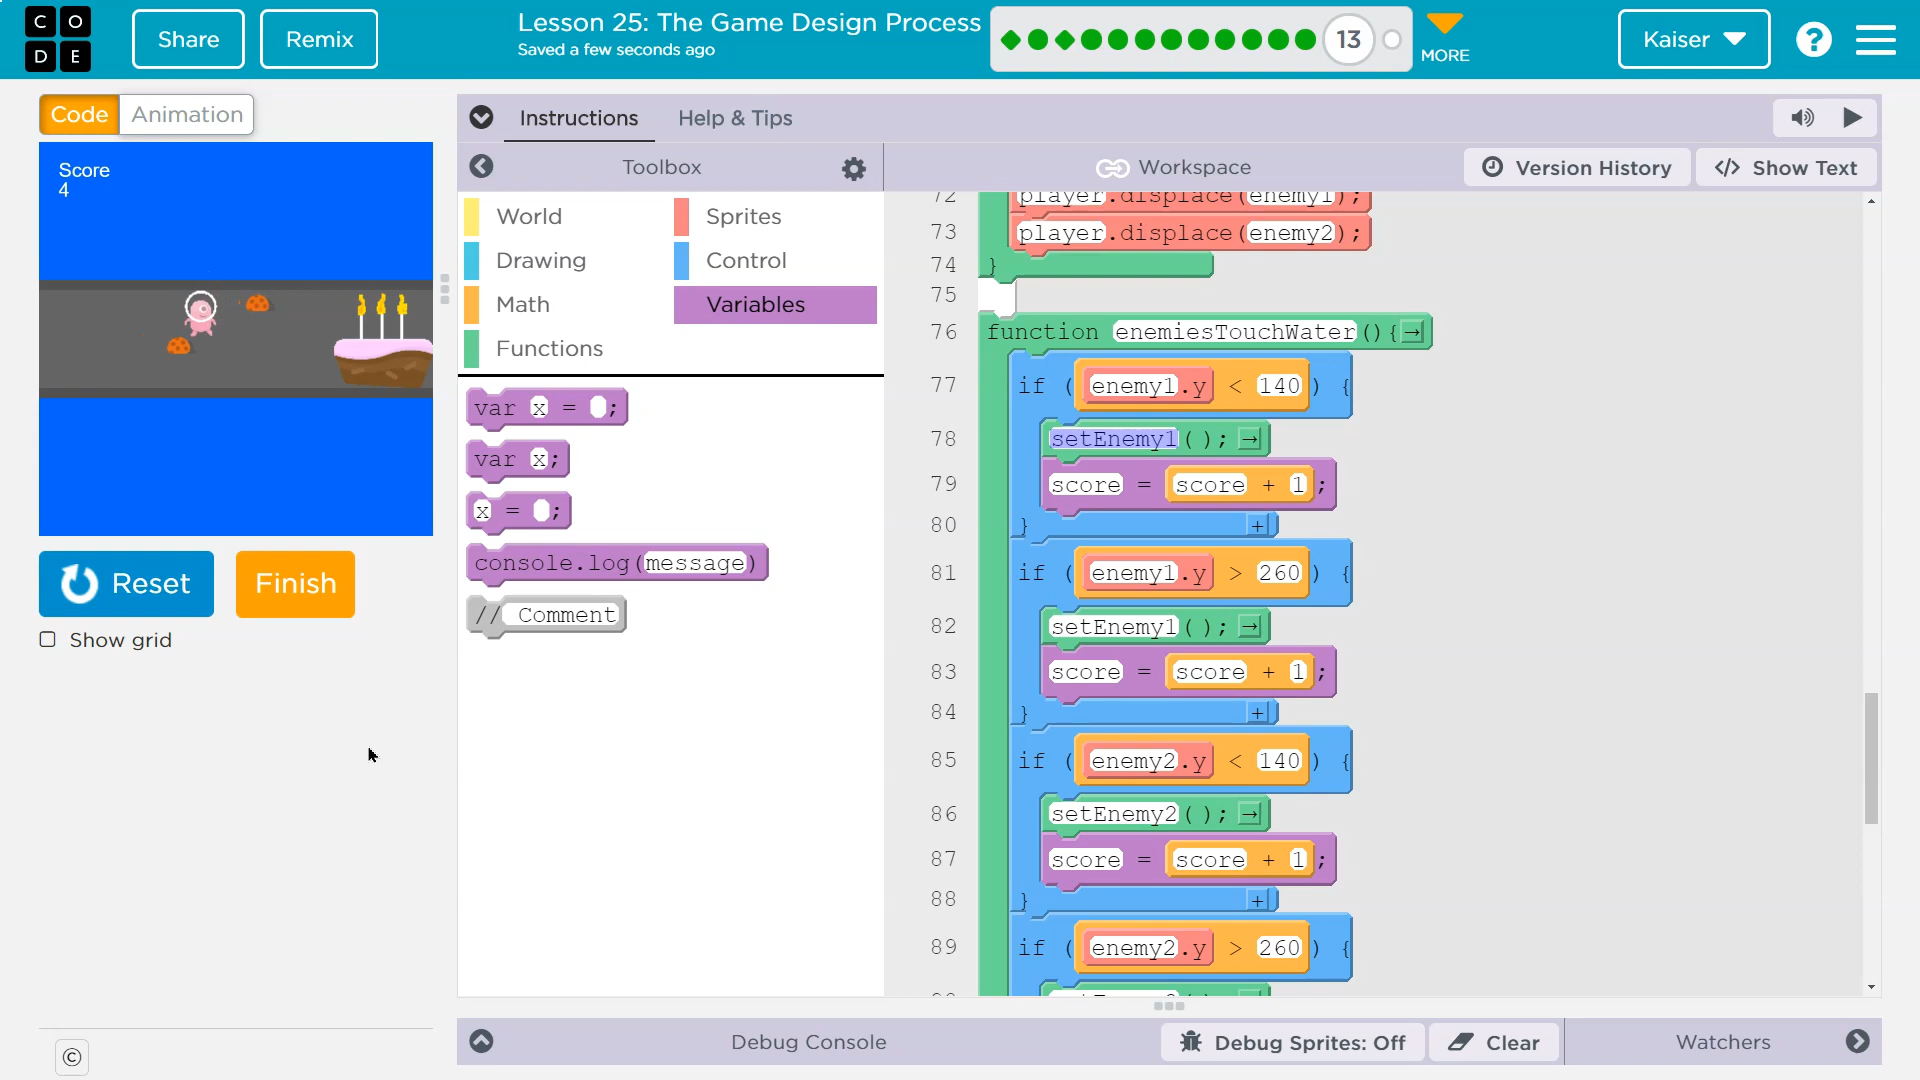 C O
D E
Share
Remix
Lesson 25: The Game Design Process
Saved a few seconds ago
13
MORE
Kaiser
?
Code
Animation
Score
4
Reset
Finish
Show grid
©
Instructions
Help & Tips
Toolbox
Workspace
Version History
</> Show Text
World
Sprites
Drawing
Control
Math
Variables
Functions
var x = ;
var x;
x = ;
console.log(message)
// Comment
72 player.displace(enemy1);
73 player.displace(enemy2);
74 }
75
76 function enemiesTouchWater(){→
77 if (enemy1.y < 140) {
78 setEnemy1(); →
79 score = score + 1;
80 } +
81 if (enemy1.y > 260) {
82 setEnemy1(); →
83 score = score + 1;
84 } +
85 if (enemy2.y < 140) {
86 setEnemy2(); →
87 score = score + 1;
88 } +
89 if (enemy2.y > 260) {
Debug Console
Debug Sprites: Off
Clear
Watchers